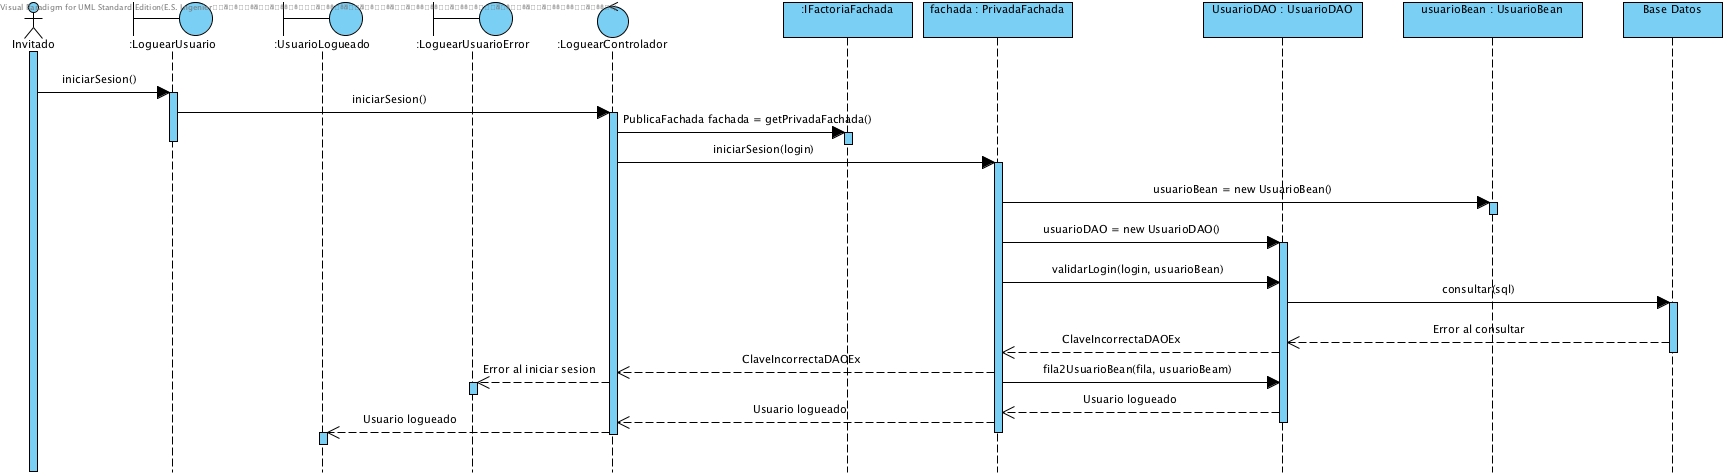 Visual Paradigm for UML Standard Edition(E.S. Ingenier
Invitado
:LoguearUsuario
:UsuarioLogueado
:LoguearUsuarioError
:LoguearControlador
:IFactoriaFachada
fachada : PrivadaFachada
UsuarioDAO : UsuarioDAO
usuarioBean : UsuarioBean
Base Datos
iniciarSesion()
iniciarSesion()
PublicaFachada fachada = getPrivadaFachada()
iniciarSesion(login)
usuarioBean = new UsuarioBean()
usuarioDAO = new UsuarioDAO()
validarLogin(login, usuarioBean)
consultar(sql)
Error al consultar
ClaveIncorrectaDAOEx
ClaveIncorrectaDAOEx
Error al iniciar sesion
fila2UsuarioBean(fila, usuarioBeam)
Usuario logueado
Usuario logueado
Usuario logueado